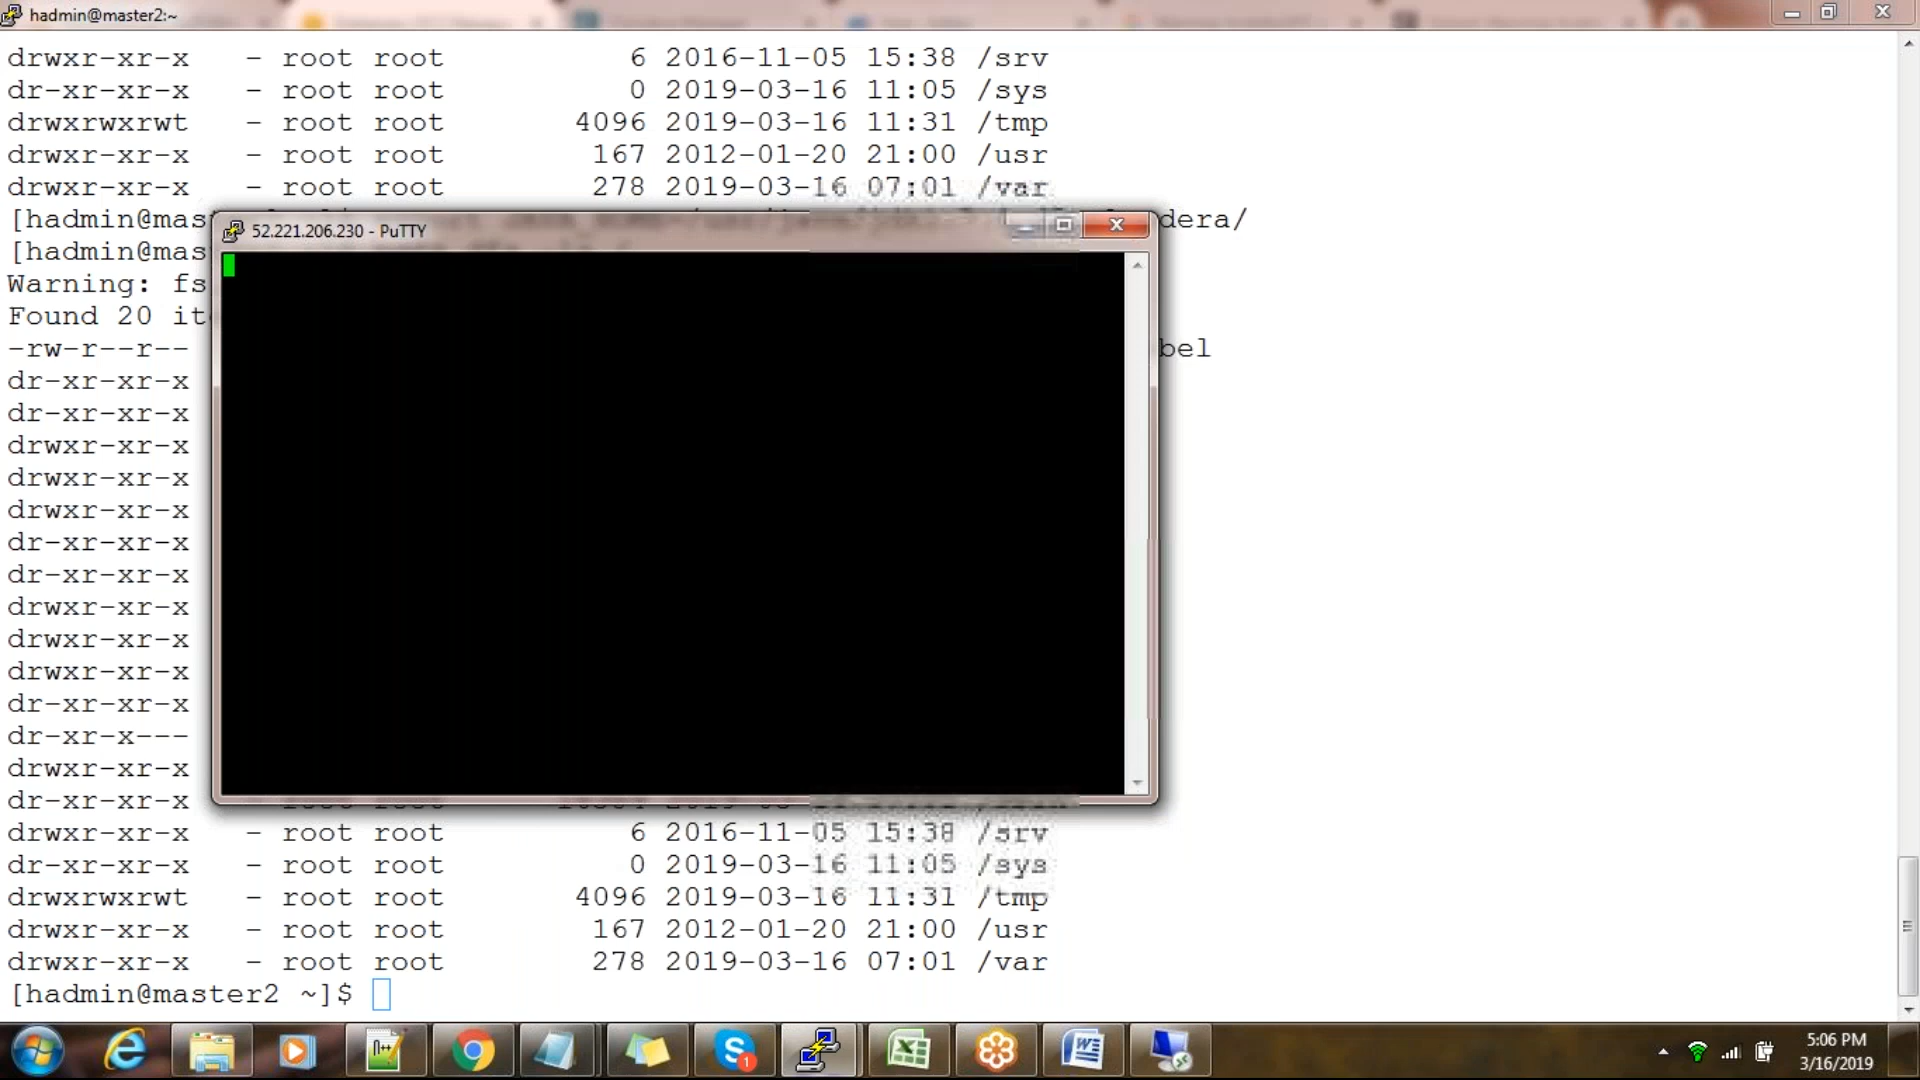 hadmin@master2:~
drwxr-xr-x - root root 6 2016-11-05 15:38 /srv
dr-xr-xr-x - root root 0 2019-03-16 11:05 /sys
drwxrwxrwt - root root 4096 2019-03-16 11:31 /tmp
drwxr-xr-x - root root 167 2012-01-20 21:00 /usr
drwxr-xr-x - root root 278 2019-03-16 07:01 /var
[hadmin@mas dera/
[hadmin@mas
52.221.206.230 - PuTTY
Warning: fs
Found 20 it
-rw-r--r-- bel
dr-xr-xr-x
dr-xr-xr-x
drwxr-xr-x
drwxr-xr-x
drwxr-xr-x
dr-xr-xr-x
dr-xr-xr-x
drwxr-xr-x
drwxr-xr-x
drwxr-xr-x
dr-xr-xr-x
dr-xr-x---
drwxr-xr-x
dr-xr-xr-x
drwxr-xr-x - root root 6 2016-11-05 15:38 /srv
dr-xr-xr-x - root root 0 2019-03-16 11:05 /sys
drwxrwxrwt - root root 4096 2019-03-16 11:31 /tmp
drwxr-xr-x - root root 167 2012-01-20 21:00 /usr
drwxr-xr-x - root root 278 2019-03-16 07:01 /var
[hadmin@master2 ~]$
5:06 PM
3/16/2019